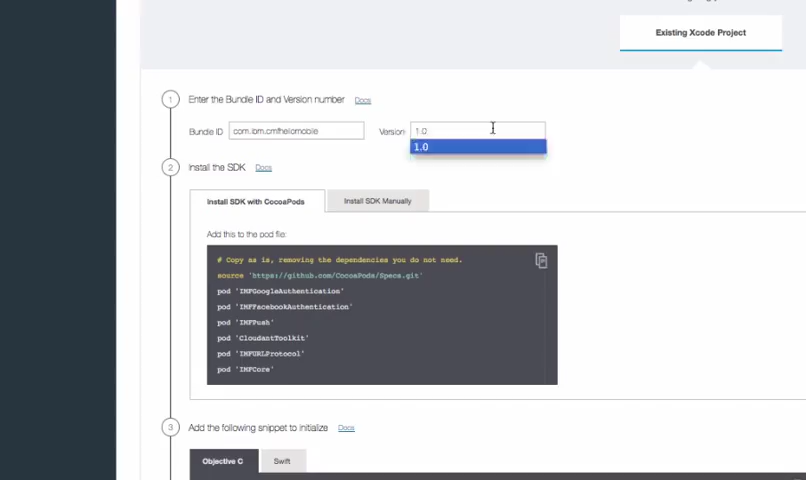 Existing Xcode Project
1 Enter the Bundle ID and Version number Docs
Bundle ID com.ibm.cmfhellomobile Version: 1.0
1.0
2 Install the SDK Docs
Install SDK with CocoaPods Install SDK Manually
Add this to the pod file:
# Copy as is, removing the dependencies you do not need.
source 'https://github.com/CocoaPods/Specs.git'
pod 'IMFGoogleAuthentication'
pod 'IMFFacebookAuthentication'
pod 'IMFPush'
pod 'CloudantToolkit'
pod 'IMFURLProtocol'
pod 'IMFCore'
3 Add the following snippet to initialize Docs
Objective C Swift